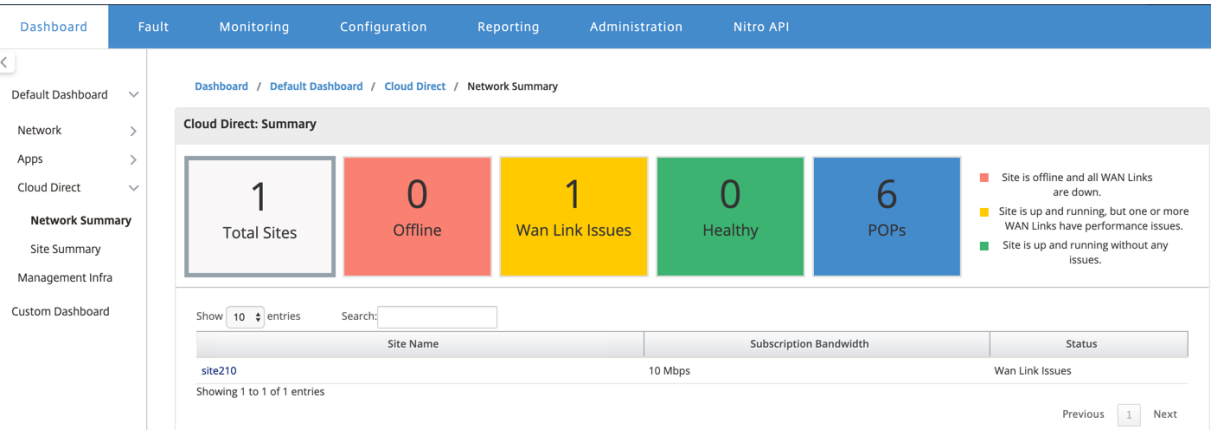 Dashboard Fault Monitoring Configuration Reporting Administration Nitro API
Default Dashboard
Network
Apps
Cloud Direct
Network Summary
Site Summary
Management Infra
Custom Dashboard
Dashboard / Default Dashboard / Cloud Direct / Network Summary
Cloud Direct: Summary
1
Total Sites
0
Offline
1
Wan Link Issues
0
Healthy
6
POPs
Site is offline and all WAN Links
are down.
Site is up and running, but one or more
WAN Links have performance issues.
Site is up and running without any
issues.
Show 10 entries Search:
Site Name Subscription Bandwidth Status
site210 10 Mbps Wan Link Issues
Showing 1 to 1 of 1 entries
Previous 1 Next